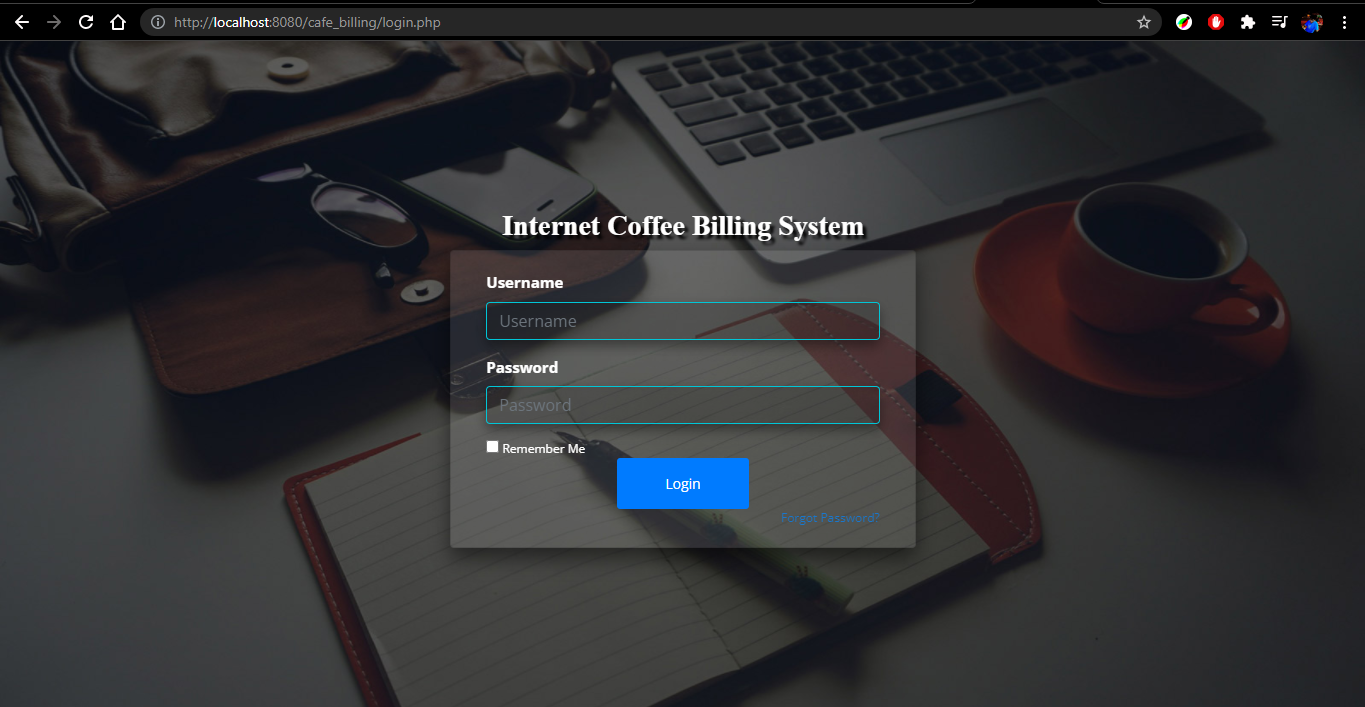 http://localhost:8080/cafe_billing/login.php
Internet Coffee Billing System
Username
Username
Password
Password
Remember Me
Login
Forgot Password?